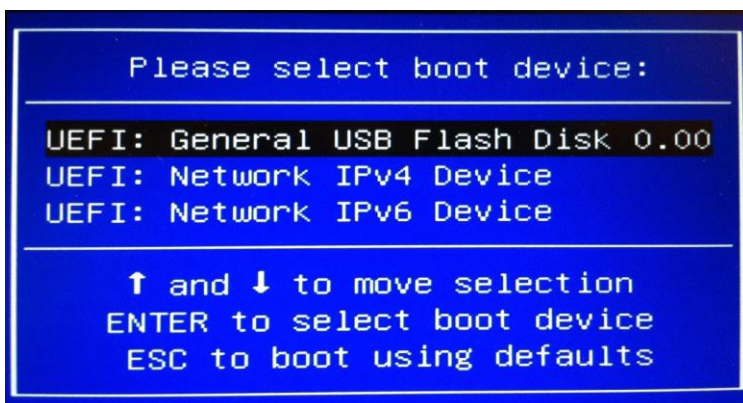 Please select boot device:
UEFI: General USB Flash Disk 0.00
UEFI: Network IPv4 Device
UEFI: Network IPv6 Device
↑ and ↓ to move selection
ENTER to select boot device
ESC to boot using defaults